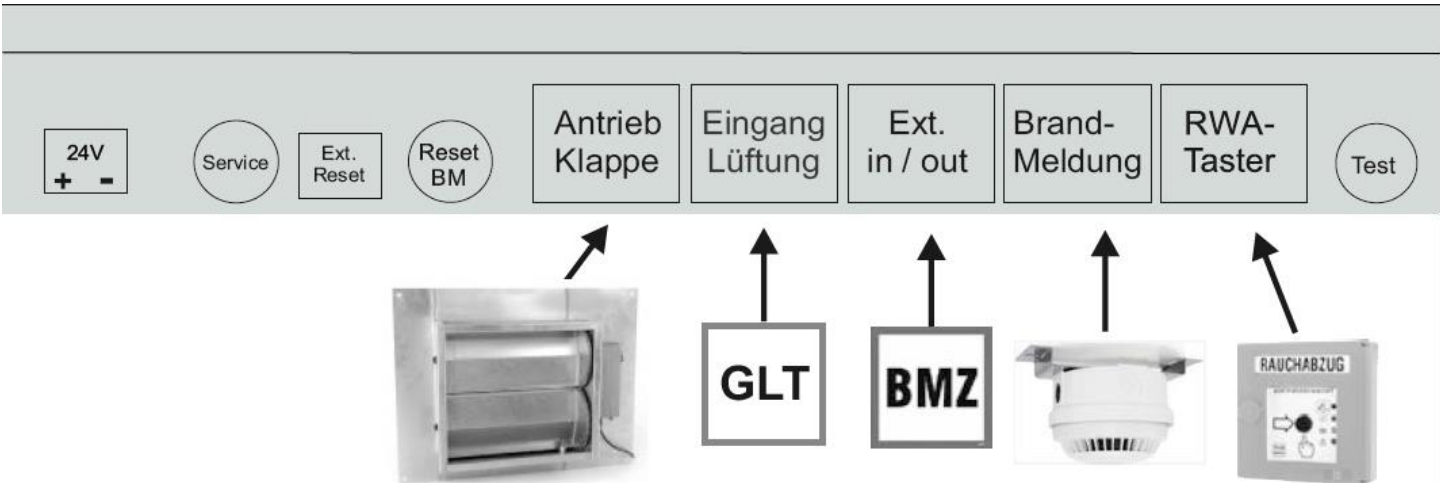 24V
+ -
Service
Ext.
Reset
Reset
BM
Antrieb
Klappe
Eingang
Lüftung
Ext.
in / out
Brand-
Meldung
RWA-
Taster
Test
GLT
BMZ
RAUCHABZUG